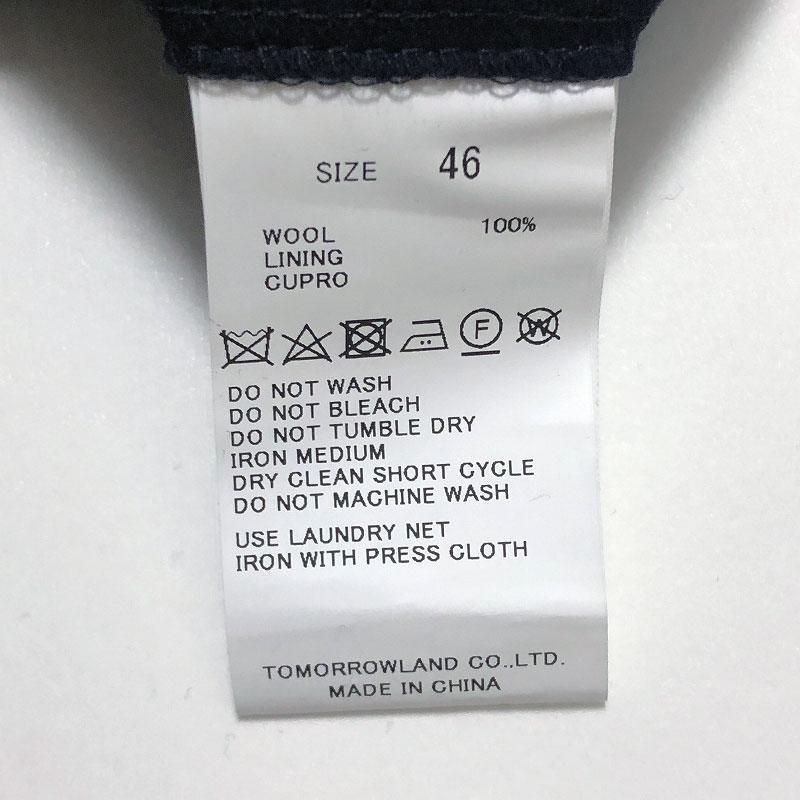 SIZE 46
WOOL 100%
LINING
CUPRO
F W
DO NOT WASH
DO NOT BLEACH
DO NOT TUMBLE DRY
IRON MEDIUM
DRY CLEAN SHORT CYCLE
DO NOT MACHINE WASH
USE LAUNDRY NET
IRON WITH PRESS CLOTH
TOMORROWLAND CO.,LTD.
MADE IN CHINA